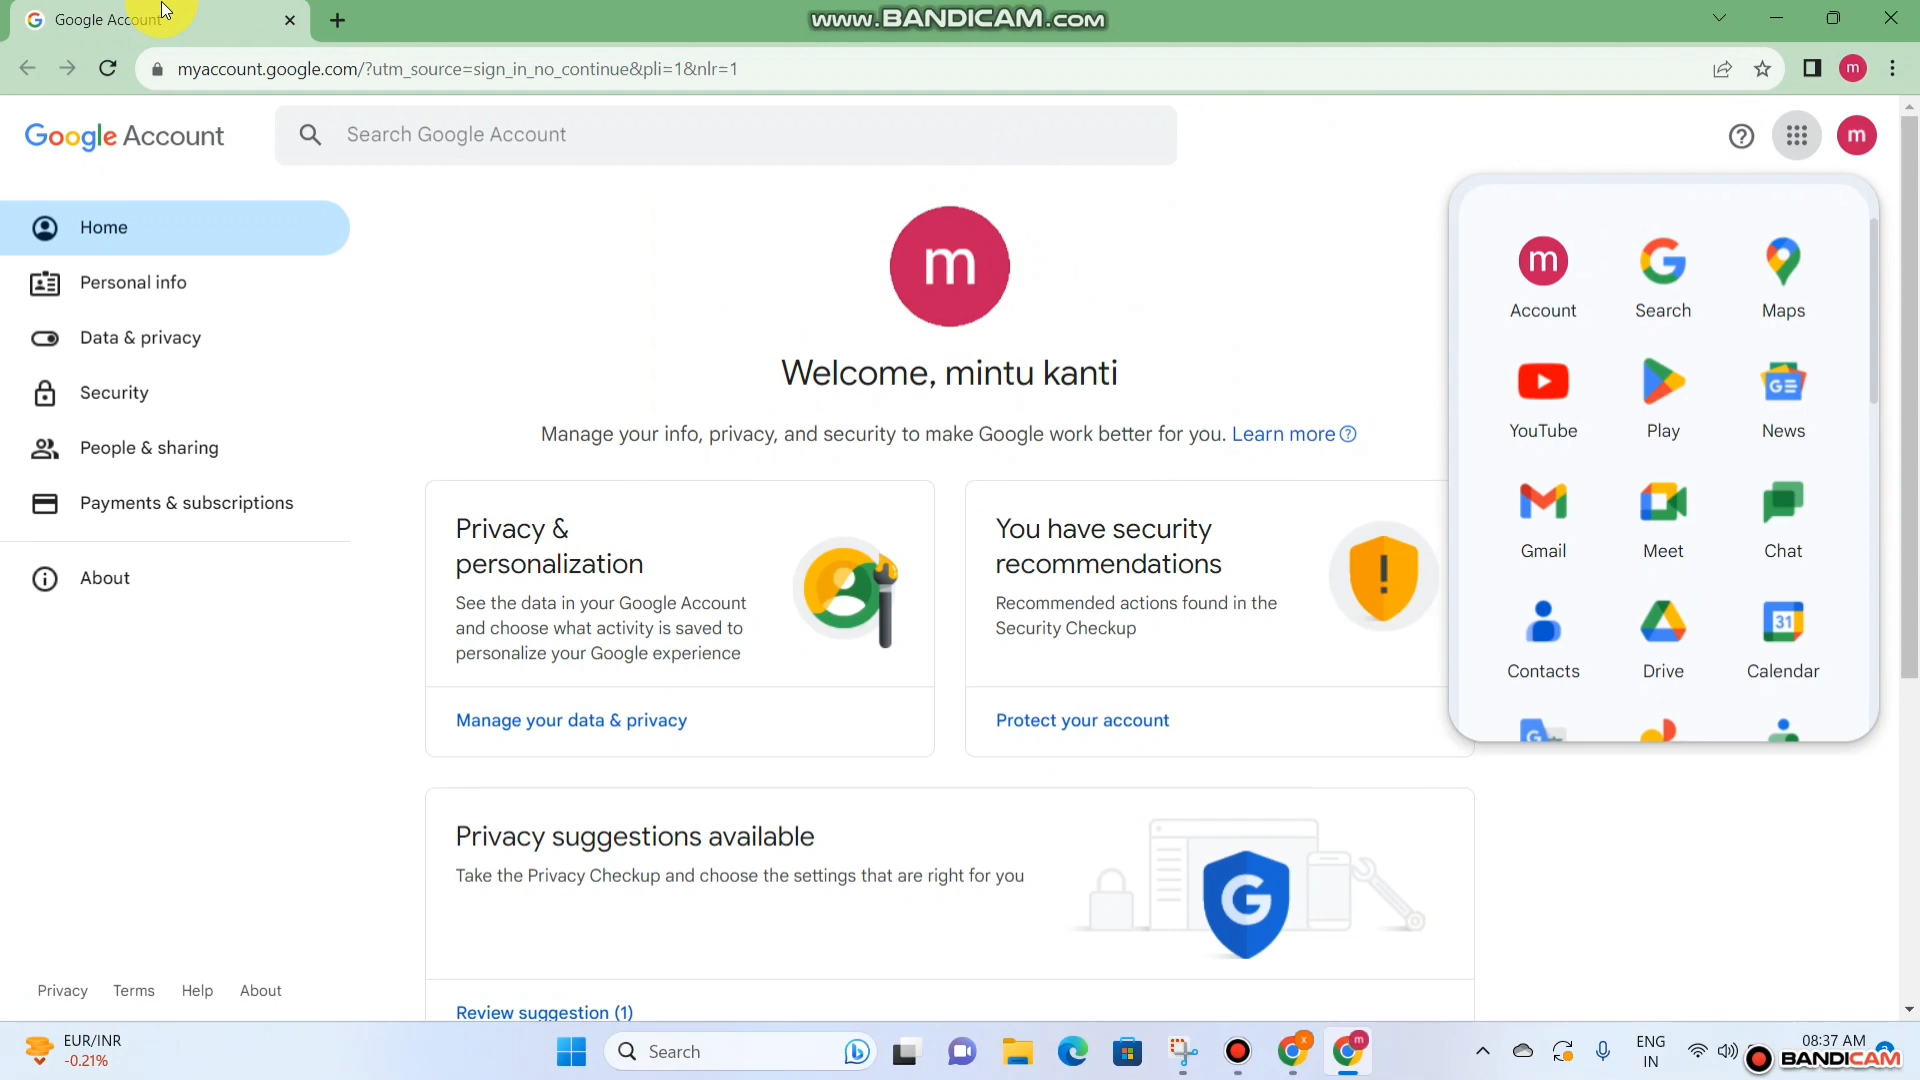 Google Account
www.BANDICAM.com
myaccount.google.com/?utm_source=sign_in_no_continue&pli=1&nlr=1
m
Google Account
Search Google Account
m
Home
Personal info
Data & privacy
Security
People & sharing
Payments & subscriptions
About
m
Welcome, mintu kanti
Manage your info, privacy, and security to make Google work better for you. Learn more
Privacy &
personalization
See the data in your Google Account
and choose what activity is saved to
personalize your Google experience
Manage your data & privacy
You have security
recommendations
Recommended actions found in the
Security Checkup
Protect your account
m
Account
Search
Maps
YouTube
Play
GE
News
Gmail
Meet
Chat
Contacts
Drive
31
Calendar
G
Privacy suggestions available
Take the Privacy Checkup and choose the settings that are right for you
G
Review suggestion (1)
Privacy
Terms
Help
About
EUR/INR
-0.21%
Search
x
m
ENG
IN
08:37 AM
BANDICAM